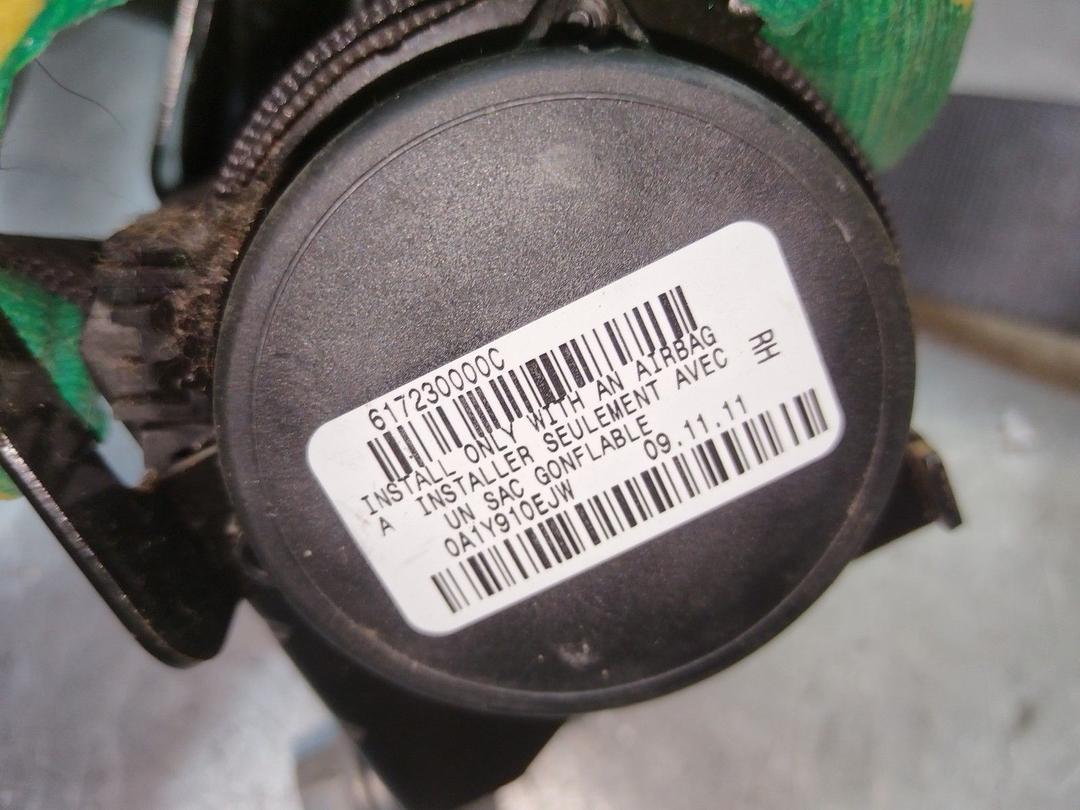 617230000C
INSTALL ONLY WITH AN AIRBAG
A INSTALLER SEULEMENT AVEC
UN SAC GONFLABLE
RH
0A1Y910EJW 09.11.11